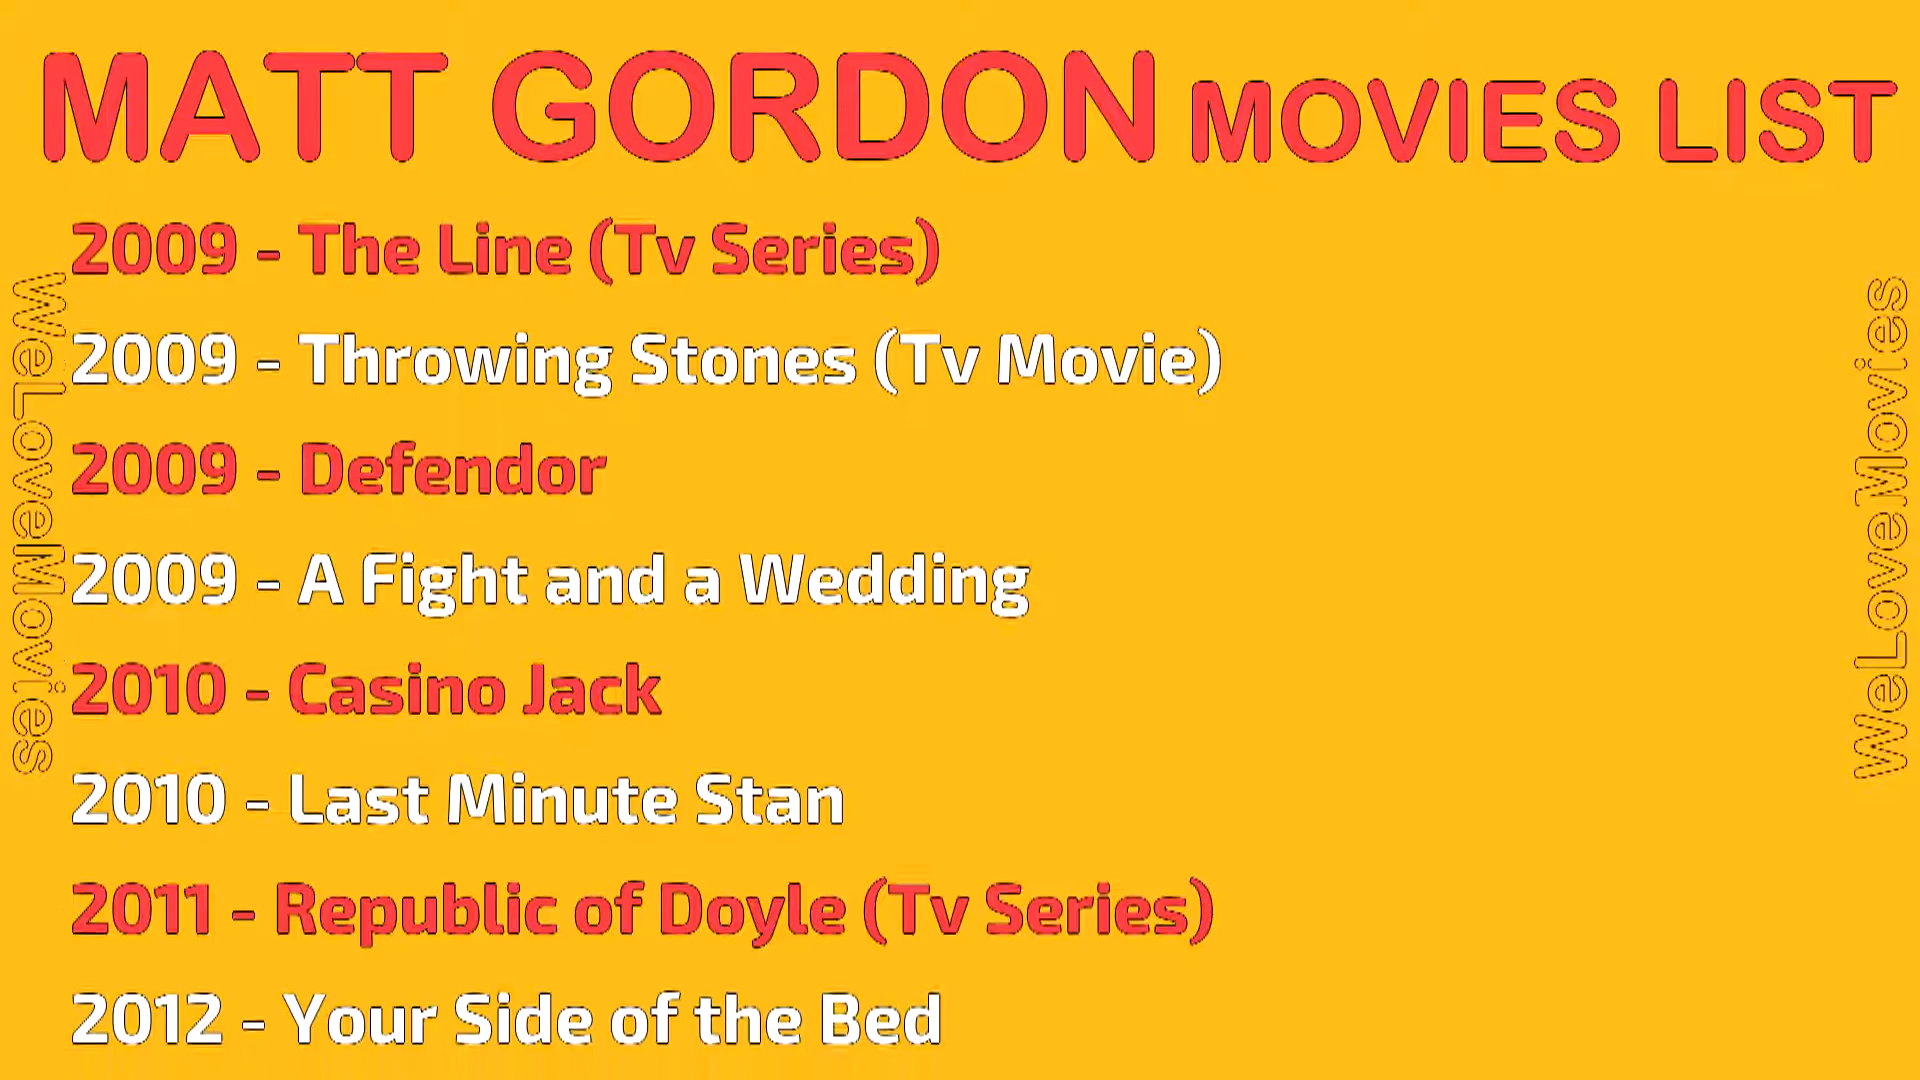 MATT GORDON MOVIES LIST
2009 - The Line (Tv Series)
2009 - Throwing Stones (Tv Movie)
2009 - Defendor
2009 - A Fight and a Wedding
2010 - Casino Jack
2010 - Last Minute Stan
2011 - Republic of Doyle (Tv Series)
2012 - Your Side of the Bed
WeLoveMovies
WeLoveMovies